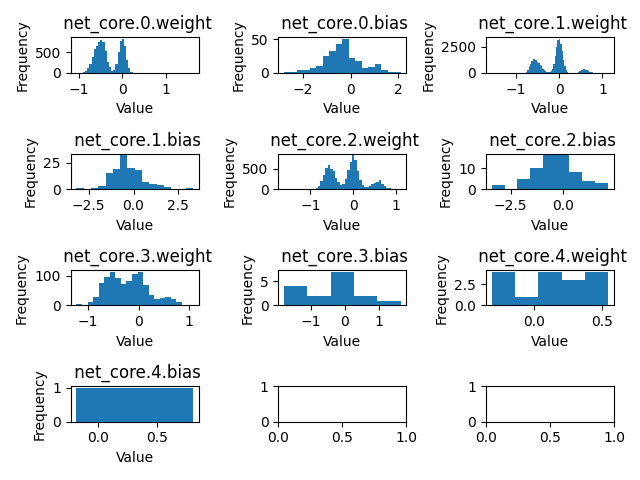 net_core.0.weight
Frequency
500
0
−1
0
1
Value
net_core.0.bias
Frequency
50
0
−2
0
2
Value
net_core.1.weight
Frequency
2500
0
−1
0
1
Value
net_core.1.bias
Frequency
25
0
−2.5
0.0
2.5
Value
net_core.2.weight
Frequency
500
0
−1
0
1
Value
net_core.2.bias
Frequency
10
0
−2.5
0.0
Value
net_core.3.weight
Frequency
100
0
−1
0
1
Value
net_core.3.bias
Frequency
5
0
−1
0
1
Value
net_core.4.weight
Frequency
2.5
0.0
0.0
0.5
Value
net_core.4.bias
Frequency
1
0
0.0
0.5
Value
1
0
0.0
0.5
1.0
1
0
0.0
0.5
1.0